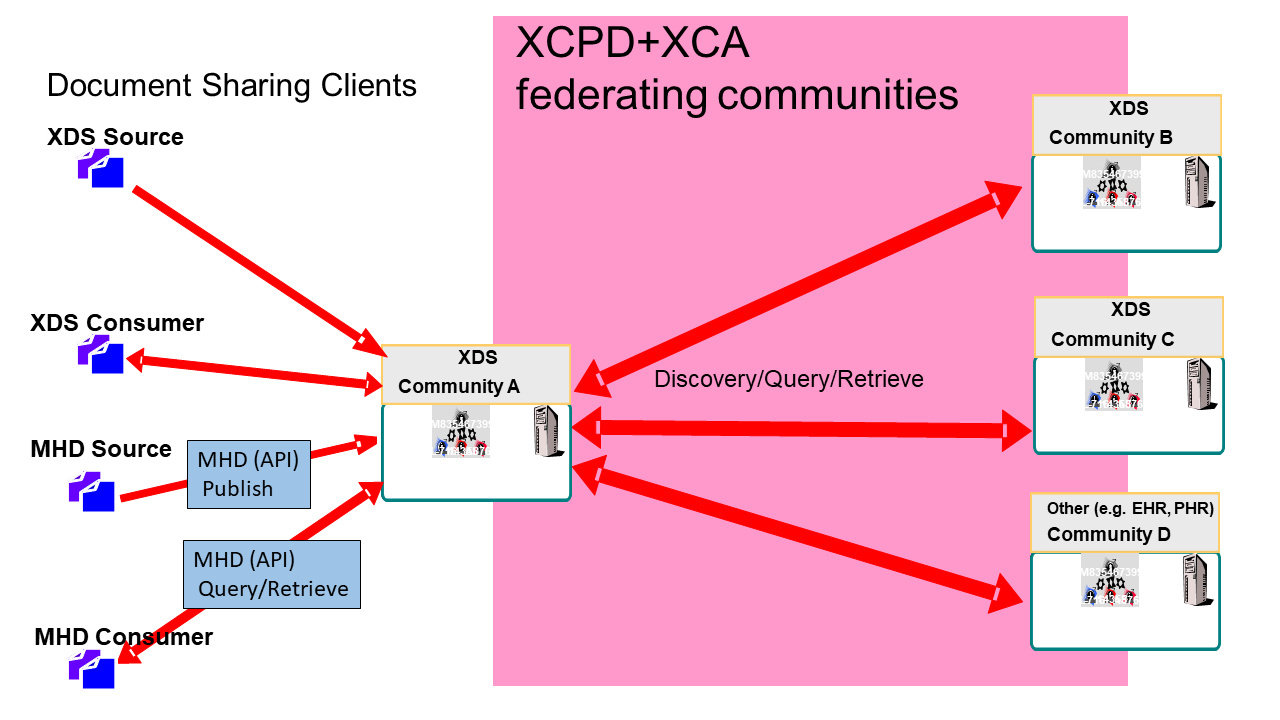 XCPD+XCA
federating communities
Document Sharing Clients
XDS Source
XDS Consumer
MHD Source
MHD (API)
Publish
MHD (API)
Query/Retrieve
MHD Consumer
XDS
Community A
Discovery/Query/Retrieve
XDS
Community B
XDS
Community C
Other (e.g. EHR, PHR)
Community D